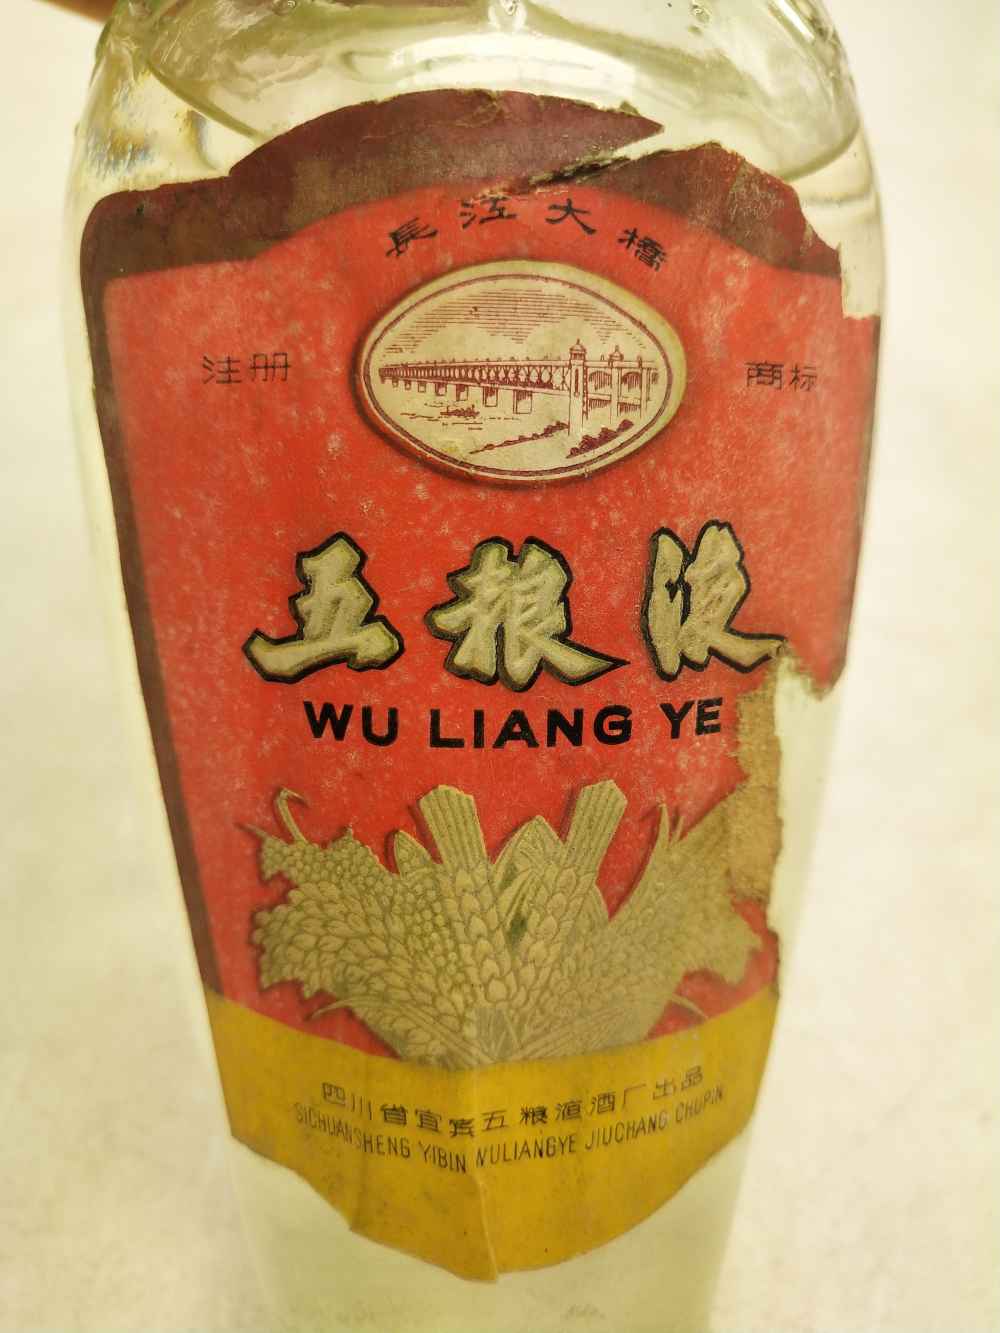 長江大橋
注册 商标
五粮液
WU LIANG YE
四川省宜宾五粮液酒厂出品
SICHUANSHENG YIBIN WULIANGYE JIUCHANG CHUPIN